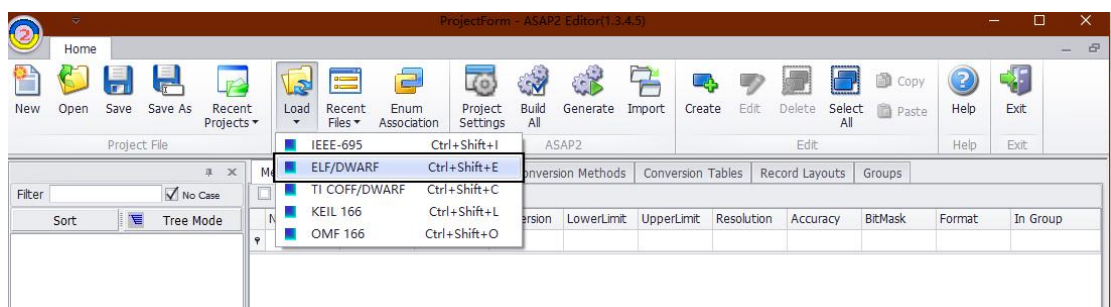 ProjectForm - ASAP2 Editor(1.3.4.5)
2
Home
New Open Save Save As Recent Projects Load Recent Files Enum Association Project Settings Build All Generate Import Create Edit Delete Select All Copy Paste Help Exit
Project File ASAP2 Edit Help Exit
IEEE-695 Ctrl+Shift+I
ELF/DWARF Ctrl+Shift+E
TI COFF/DWARF Ctrl+Shift+C
KEIL 166 Ctrl+Shift+L
OMF 166 Ctrl+Shift+O
Methods Conversion Tables Record Layouts Groups
Filter No Case
Sort Tree Mode
LowerLimit UpperLimit Resolution Accuracy BitMask Format In Group